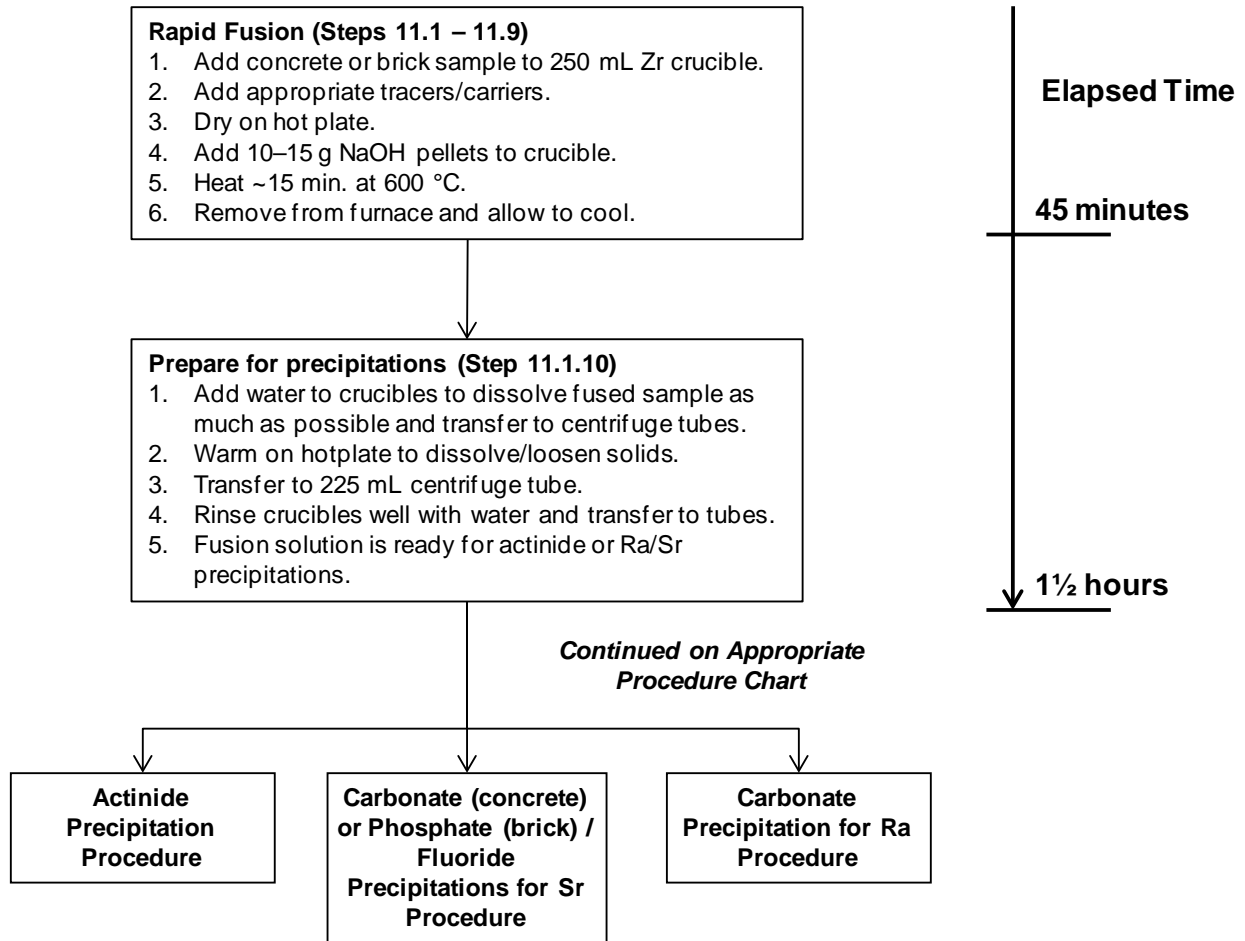 Rapid Fusion (Steps 11.1 – 11.9)
1. Add concrete or brick sample to 250 mL Zr crucible.
2. Add appropriate tracers/carriers.
3. Dry on hot plate.
4. Add 10–15 g NaOH pellets to crucible.
5. Heat ~15 min. at 600 °C.
6. Remove from furnace and allow to cool.
Elapsed Time
45 minutes
Prepare for precipitations (Step 11.1.10)
1. Add water to crucibles to dissolve fused sample as
much as possible and transfer to centrifuge tubes.
2. Warm on hotplate to dissolve/loosen solids.
3. Transfer to 225 mL centrifuge tube.
4. Rinse crucibles well with water and transfer to tubes.
5. Fusion solution is ready for actinide or Ra/Sr
precipitations.
1½ hours
Continued on Appropriate
Procedure Chart
Actinide
Precipitation
Procedure
Carbonate (concrete)
or Phosphate (brick) /
Fluoride
Precipitations for Sr
Procedure
Carbonate
Precipitation for Ra
Procedure